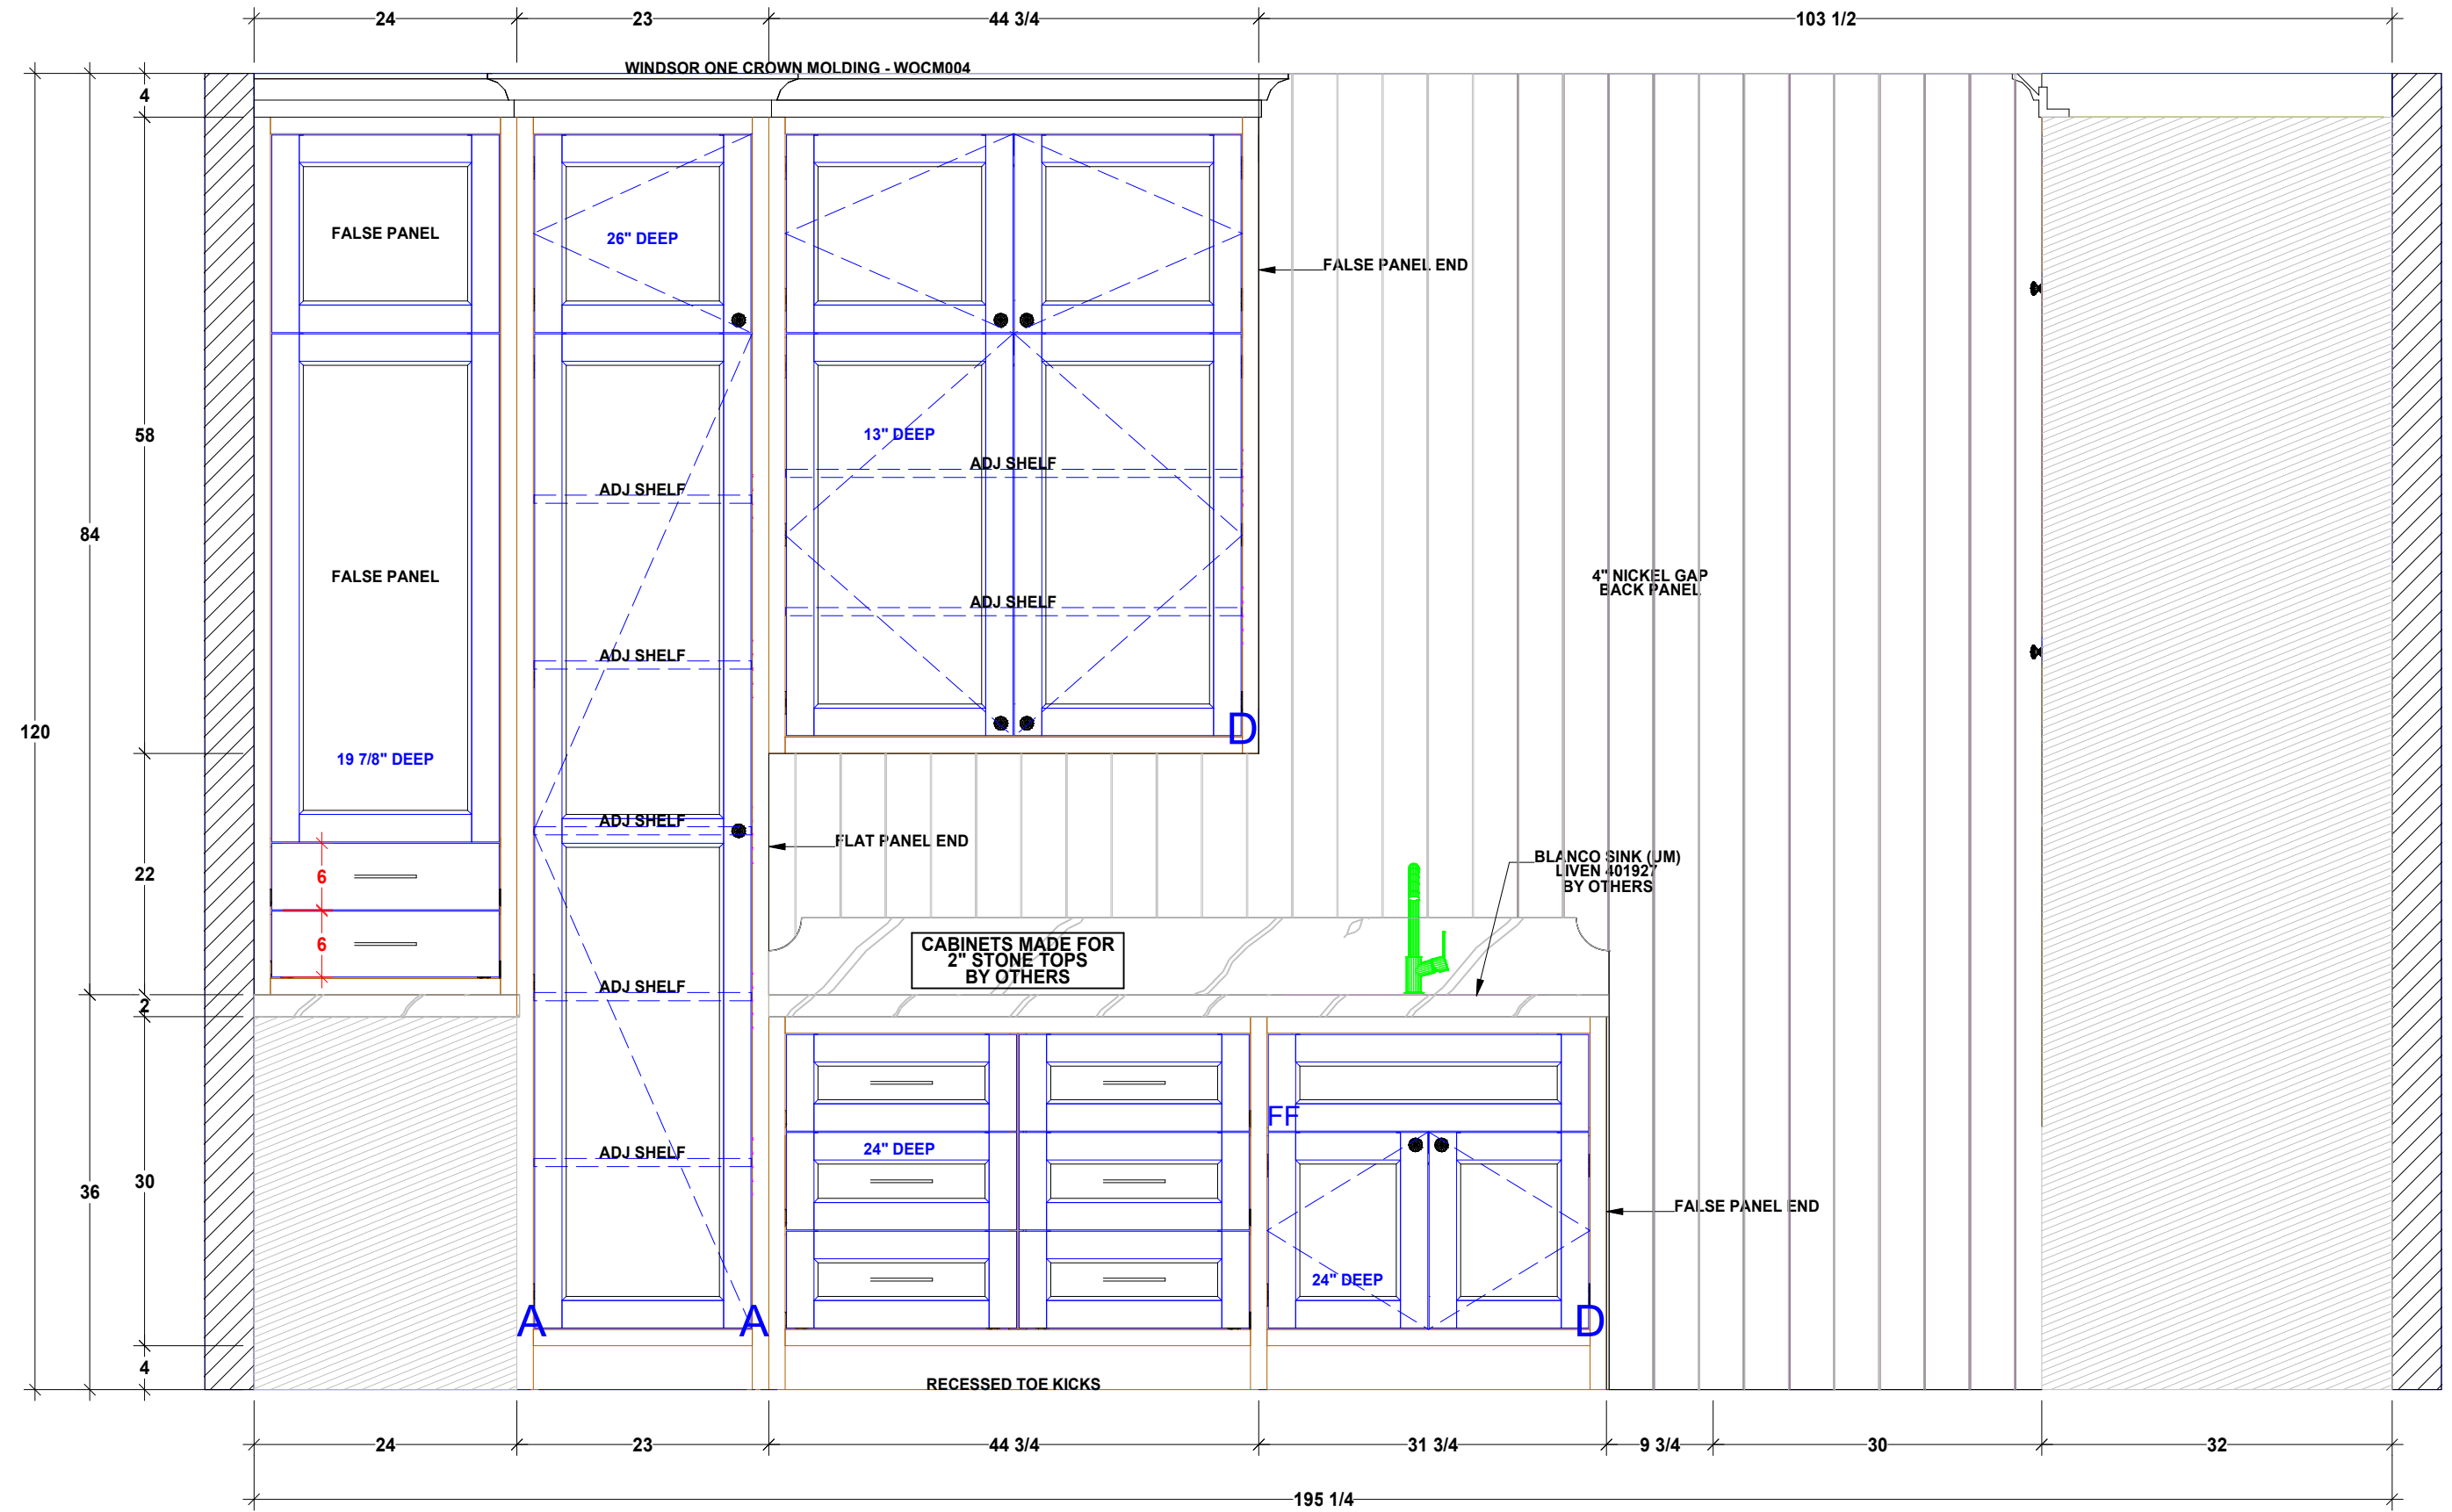 24
23
44 3/4
103 1/2
WINDSOR ONE CROWN MOLDING - WOCM004
4
FALSE PANEL
26" DEEP
FALSE PANEL END
58
13" DEEP
ADJ SHELF
ADJ SHELF
84
FALSE PANEL
4" NICKEL GAP
BACK PANEL
ADJ SHELF
ADJ SHELF
120
D
19 7/8" DEEP
ADJ SHELF
FLAT PANEL END
22
6
BLANCO SINK (UM)
LIVEN 401927
BY OTHERS
6
CABINETS MADE FOR
2" STONE TOPS
BY OTHERS
ADJ SHELF
2
FF
24" DEEP
ADJ SHELF
36
30
FALSE PANEL END
24" DEEP
A
A
D
4
RECESSED TOE KICKS
24
23
44 3/4
31 3/4
9 3/4
30
32
195 1/4